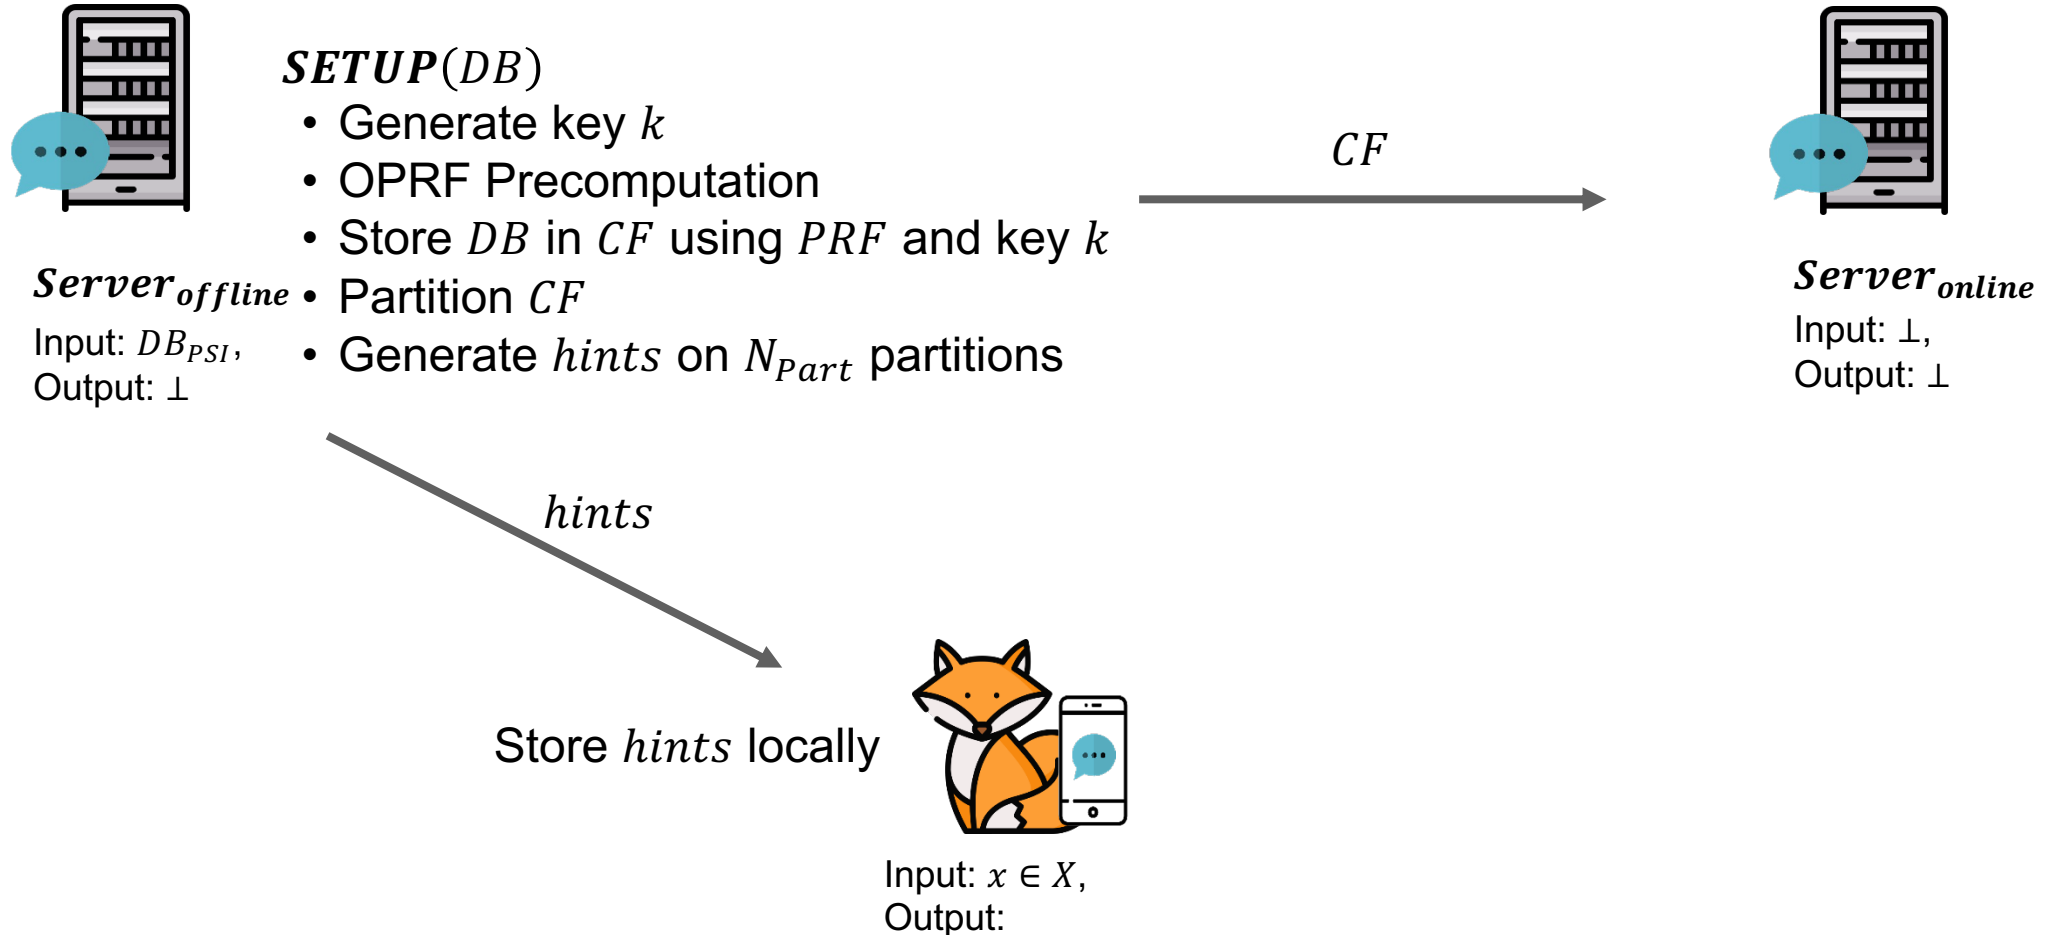 SETUP(DB)
• Generate key k
• OPRF Precomputation
• Store DB in CF using PRF and key k
• Partition CF
• Generate hints on N_Part partitions
Server_offline
Input: DB_PSI,
Output: ⊥
CF
Server_online
Input: ⊥,
Output: ⊥
hints
Store hints locally
Input: x ∈ X,
Output: